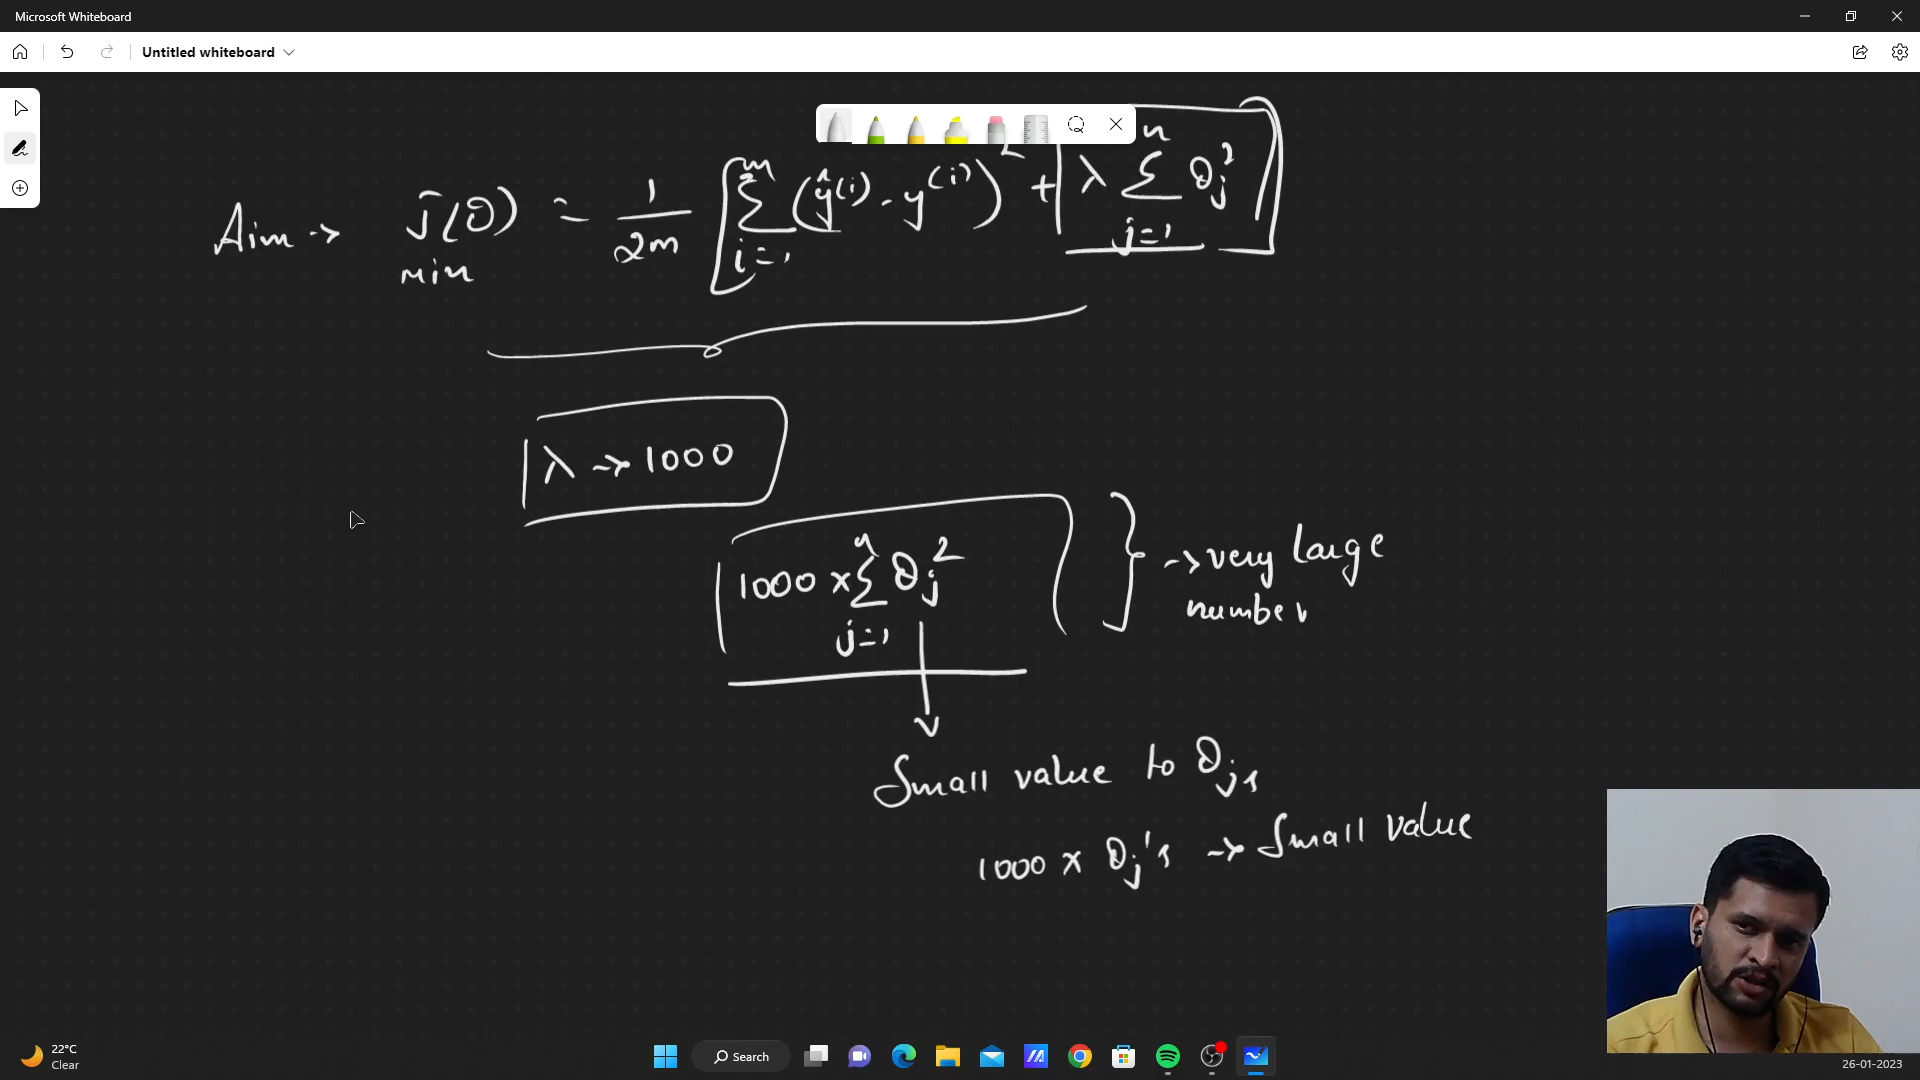 Microsoft Whiteboard
Untitled whiteboard
Aim → J(θ) = 1/2m [ m Σ i=1 (ŷ(i) - y(i))² + λ n Σ j=1 θj²
min
λ → 1000
1000 x n Σ j=1 θj² } → very large
number
Small value to θjs
1000 x θj's → Small value
22°C
Clear
Search
26-01-2023